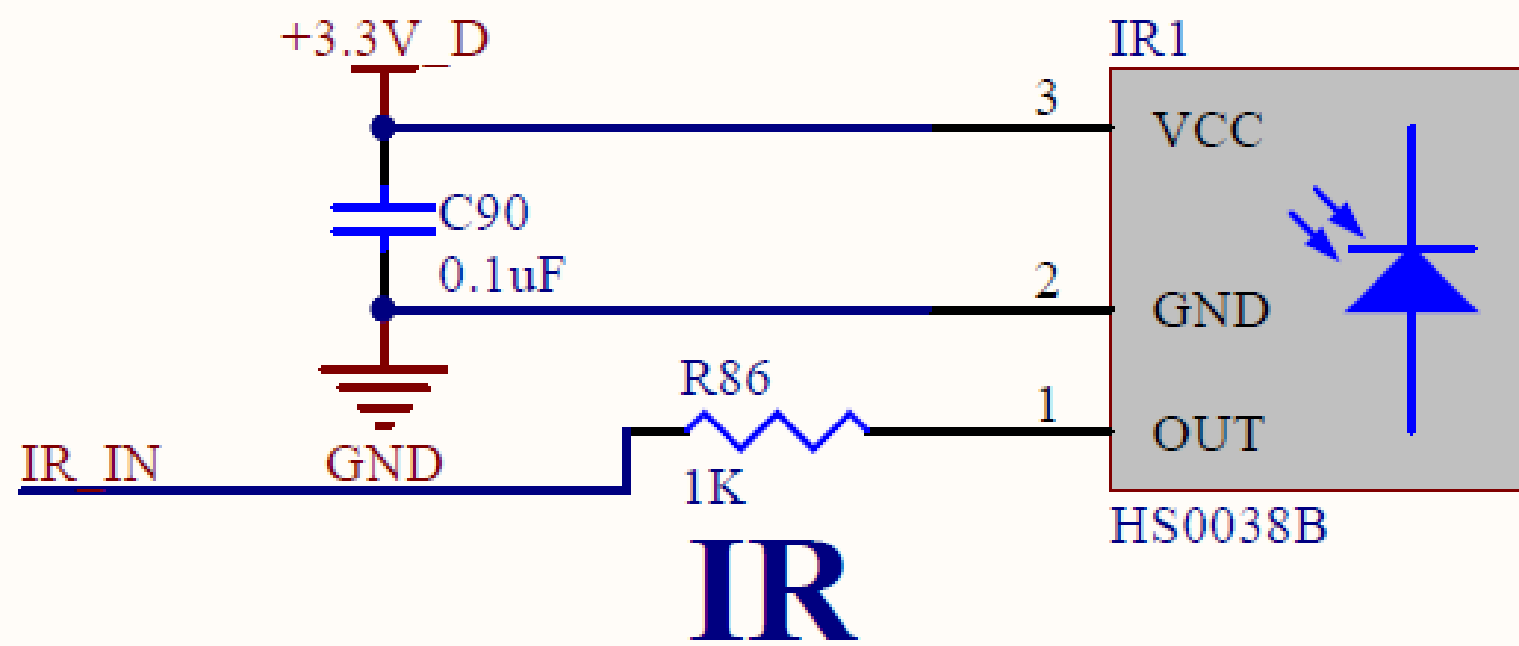 +3.3V_D
IR1
3
VCC
C90
0.1uF
2
GND
R86
1
OUT
IR_IN
GND
1K
HS0038B
IR